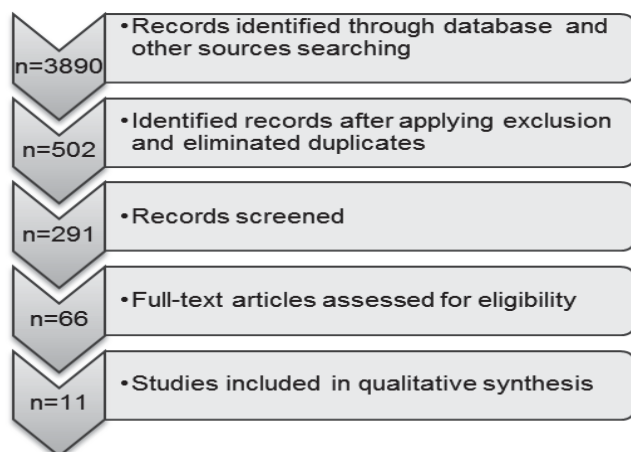 n=3890
•Records identified through database and
other sources searching
n=502
•Identified records after applying exclusion
and eliminated duplicates
n=291
•Records screened
n=66
•Full-text articles assessed for eligibility
n=11
•Studies included in qualitative synthesis